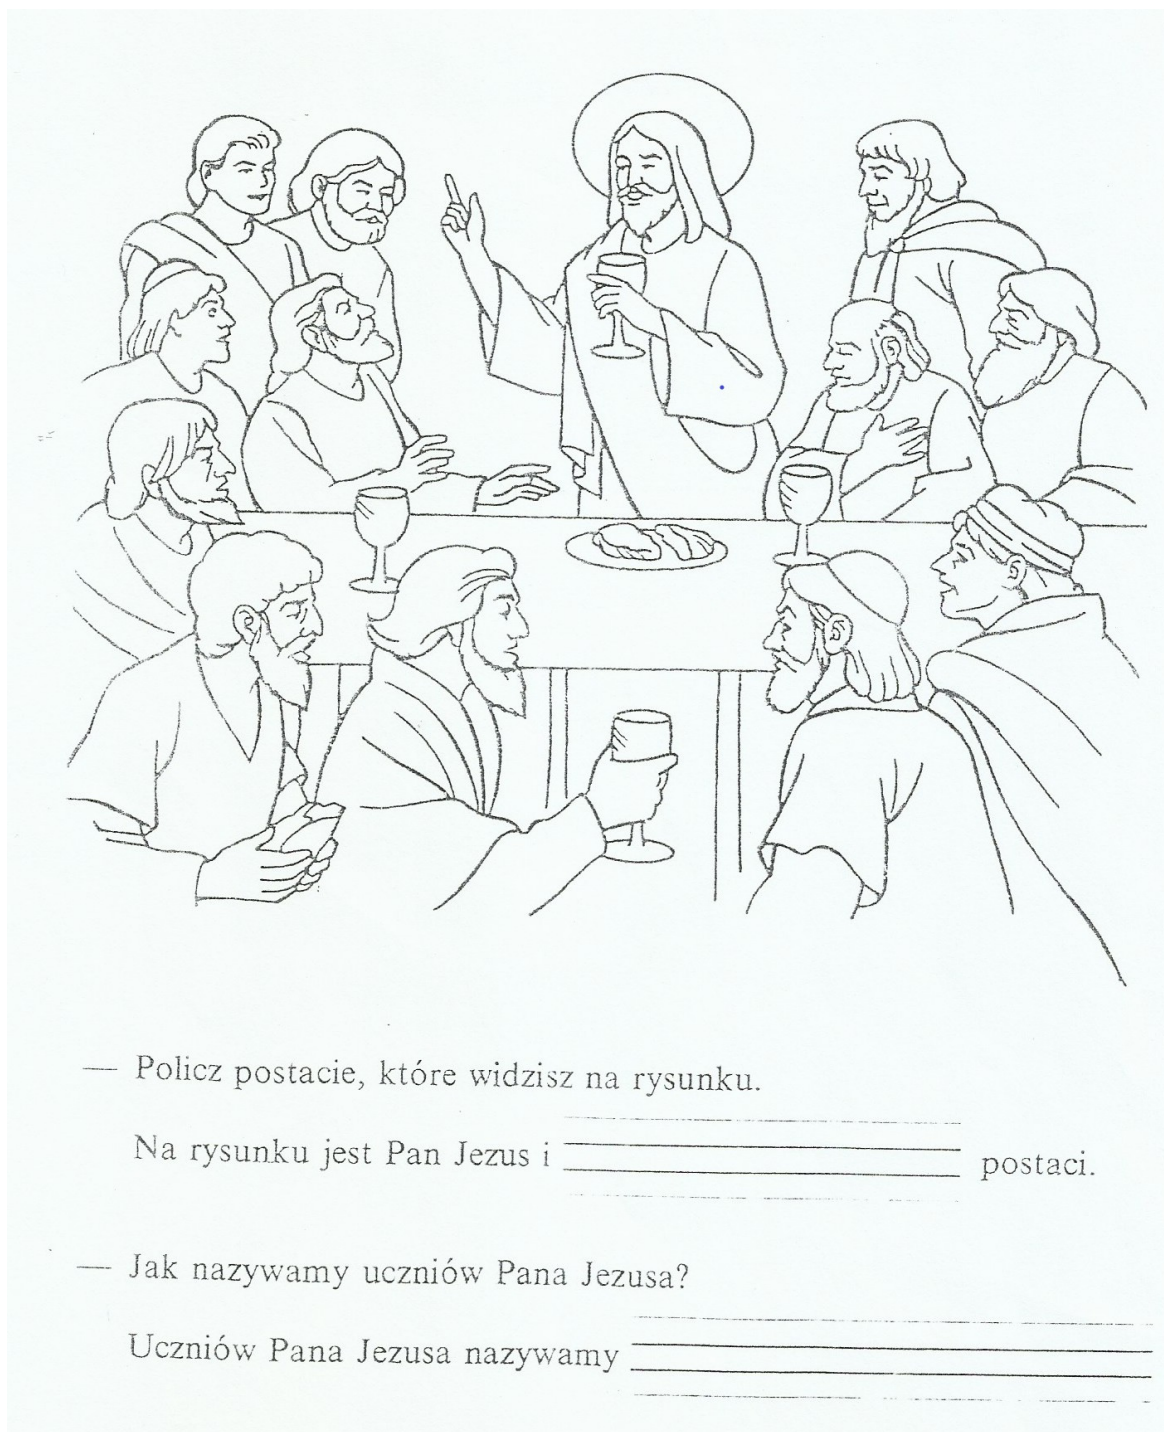 — Policz postacie, które widzisz na rysunku.
Na rysunku jest Pan Jezus i postaci.
— Jak nazywamy uczniów Pana Jezusa?
Uczniów Pana Jezusa nazywamy